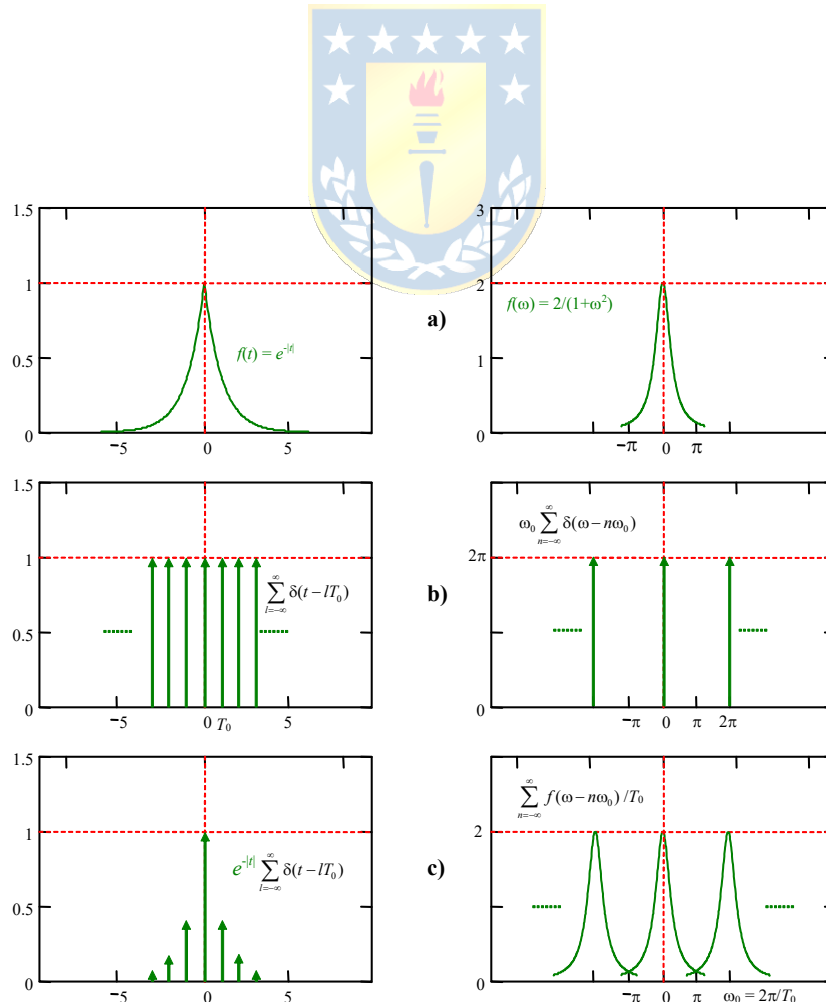 1.5
1
0.5
0
−5
0
5
f(t) = e^{-|t|}
a)
3
2
1
0
−π
0
π
f(ω) = 2/(1+ω²)
1.5
1
0.5
0
−5
0
T₀
5
∑_{l=−∞}^{∞} δ(t − lT₀)
b)
2π
0
−π
0
π
2π
ω₀ ∑_{n=−∞}^{∞} δ(ω − nω₀)
1.5
1
0.5
0
−5
0
5
e^{-|t|} ∑_{l=−∞}^{∞} δ(t − lT₀)
c)
2
1
0
−π
0
π
ω₀ = 2π/T₀
∑_{n=−∞}^{∞} f(ω − nω₀) /T₀